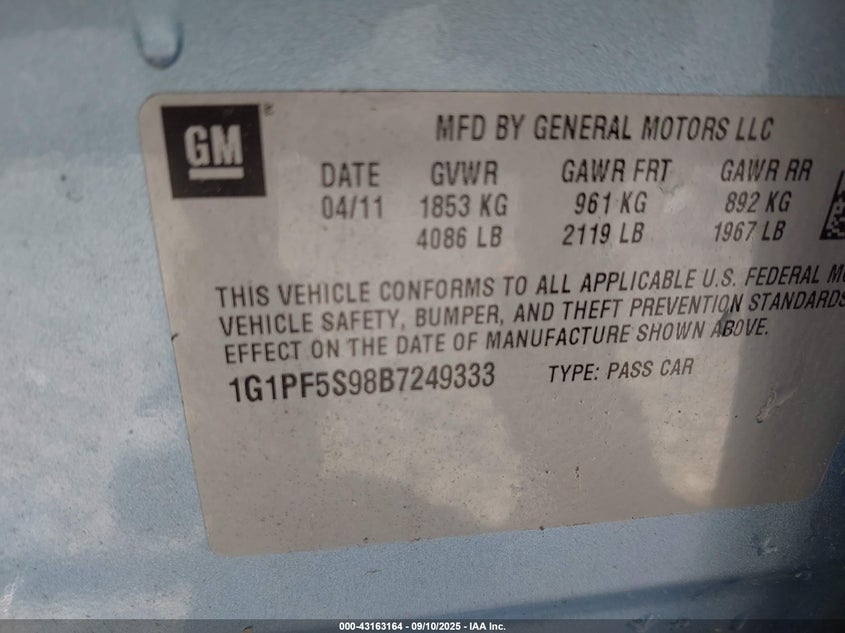 GM
MFD BY GENERAL MOTORS LLC
DATE GVWR GAWR FRT GAWR RR
04/11 1853 KG 961 KG 892 KG
4086 LB 2119 LB 1967 LB
THIS VEHICLE CONFORMS TO ALL APPLICABLE U.S. FEDERAL MO
VEHICLE SAFETY, BUMPER, AND THEFT PREVENTION STANDARDS
EFFECT ON THE DATE OF MANUFACTURE SHOWN ABOVE.
1G1PF5S98B7249333 TYPE: PASS CAR
000-43163164 - 09/10/2025 - IAA Inc.